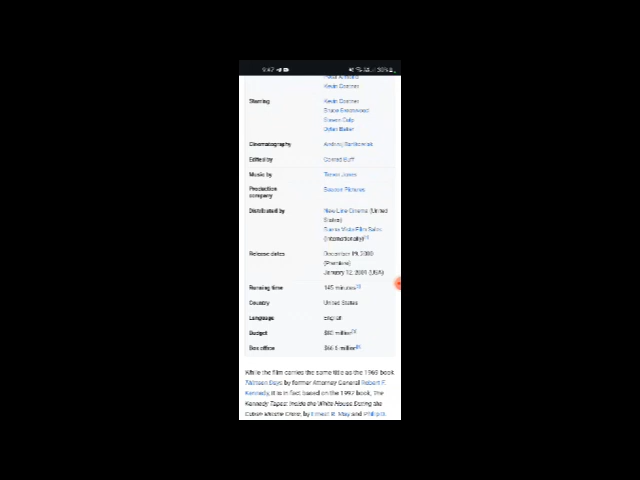 Kevin Costner
Starring Kevin Costner
Bruce Greenwood
Steven Culp
Dylan Baker
Cinematography Andrzej Bartkowiak
Edited by Conrad Buff
Music by Trevor Jones
Production company Beacon Pictures
Distributed by New Line Cinema (United
States)
Buena Vista Film Sales
(Internationally)[1]
Release dates December 19, 2000
(Premiere)
January 12, 2001 (USA)
Running time 145 minutes
Country United States
Language English
Budget $80 million
Box office $66.6 million
While the film carries the same title as the 1969 book
Thirteen Days by former Attorney General Robert F.
Kennedy, it is in fact based on the 1997 book, The
Kennedy Tapes: Inside the White House During the
Cuban Missile Crisis, by Ernest R. May and Philip D.